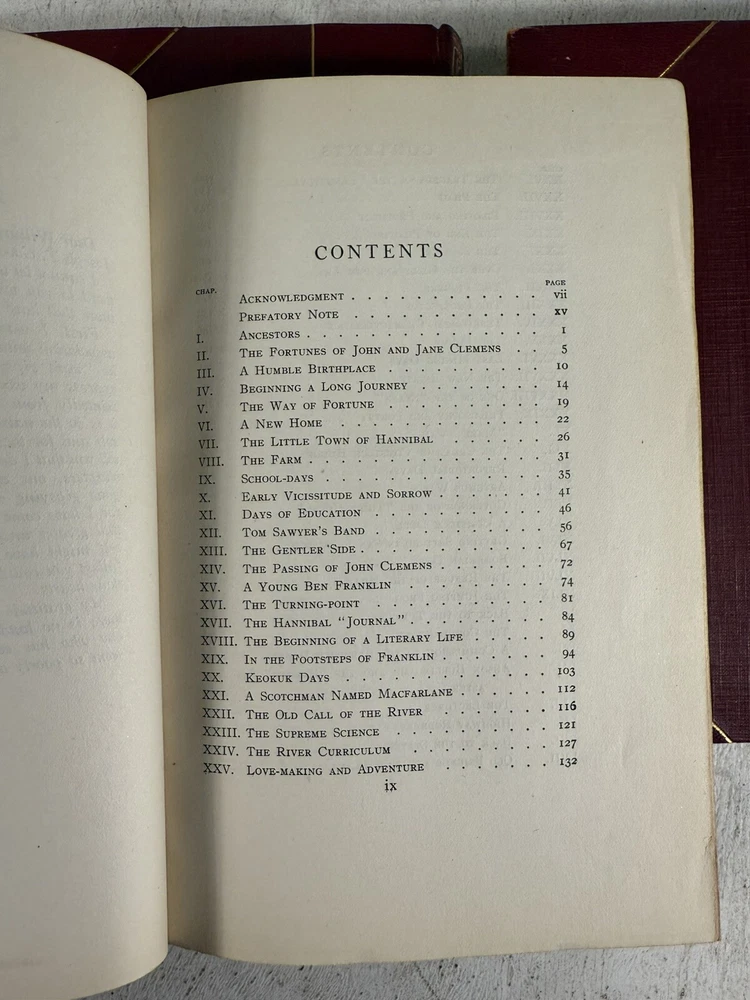 CONTENTS
CHAP. PAGE
ACKNOWLEDGMENT . . . . . . . . . . . . vii
PREFATORY NOTE . . . . . . . . . . . . xv
I. ANCESTORS . . . . . . . . . . . . . . 1
II. THE FORTUNES OF JOHN AND JANE CLEMENS . . 5
III. A HUMBLE BIRTHPLACE . . . . . . . . . . 10
IV. BEGINNING A LONG JOURNEY . . . . . . . . 14
V. THE WAY OF FORTUNE . . . . . . . . . . 19
VI. A NEW HOME . . . . . . . . . . . . 22
VII. THE LITTLE TOWN OF HANNIBAL . . . . . . 26
VIII. THE FARM . . . . . . . . . . . . . 31
IX. SCHOOL-DAYS . . . . . . . . . . . . 35
X. EARLY VICISSITUDE AND SORROW . . . . . . . 41
XI. DAYS OF EDUCATION . . . . . . . . . . 46
XII. TOM SAWYER'S BAND . . . . . . . . . . 56
XIII. THE GENTLER SIDE . . . . . . . . . . . 67
XIV. THE PASSING OF JOHN CLEMENS . . . . . . . 72
XV. A YOUNG BEN FRANKLIN . . . . . . . . . 74
XVI. THE TURNING-POINT . . . . . . . . . . 81
XVII. THE HANNIBAL "JOURNAL" . . . . . . . . 84
XVIII. THE BEGINNING OF A LITERARY LIFE . . . . . 89
XIX. IN THE FOOTSTEPS OF FRANKLIN . . . . . . . 94
XX. KEOKUK DAYS . . . . . . . . . . . 103
XXI. A SCOTCHMAN NAMED MACFARLANE . . . . . . 112
XXII. THE OLD CALL OF THE RIVER . . . . . . . 116
XXIII. THE SUPREME SCIENCE . . . . . . . . . 121
XXIV. THE RIVER CURRICULUM . . . . . . . . 127
XXV. LOVE-MAKING AND ADVENTURE . . . . . . . 132
ix